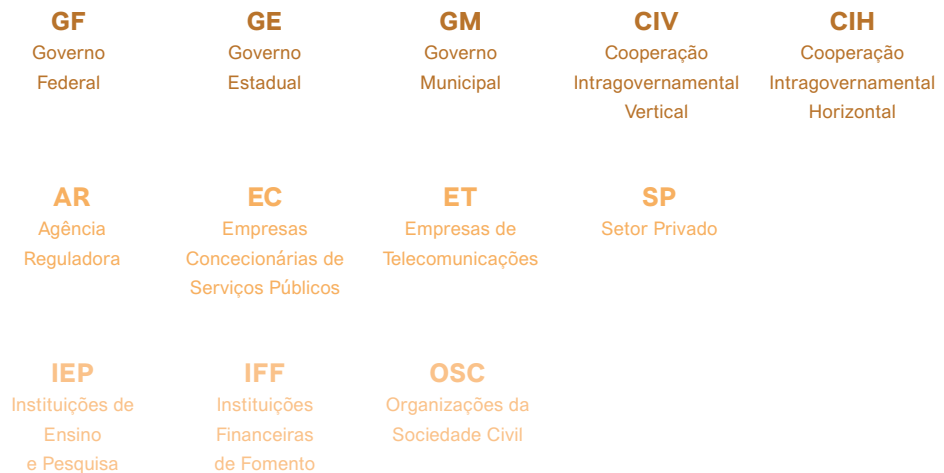 GF
Governo
Federal
GE
Governo
Estadual
GM
Governo
Municipal
CIV
Cooperação
Intragovernamental
Vertical
CIH
Cooperação
Intragovernamental
Horizontal
AR
Agência
Reguladora
EC
Empresas
Concecionárias de
Serviços Públicos
ET
Empresas de
Telecomunicações
SP
Setor Privado
IEP
Instituições de
Ensino
e Pesquisa
IFF
Instituições
Financeiras
de Fomento
OSC
Organizações da
Sociedade Civil